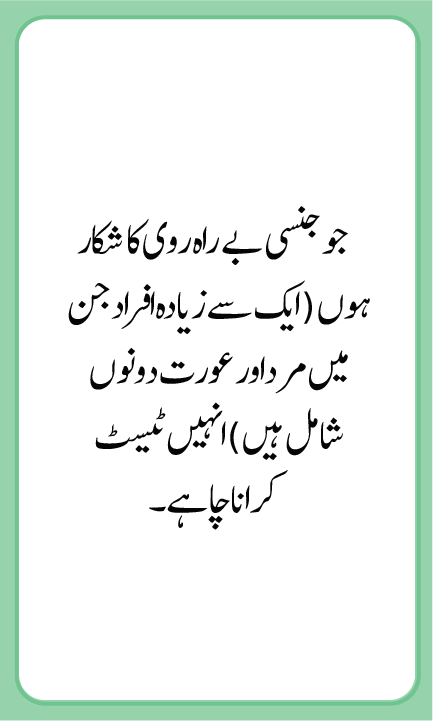 جو جنسی بے راہ روی کا شکار
ہوں (ایک سے زیادہ افراد جن
میں مرد اور عورت دونوں
شامل ہیں) انہیں ٹیسٹ
کرانا چاہے۔